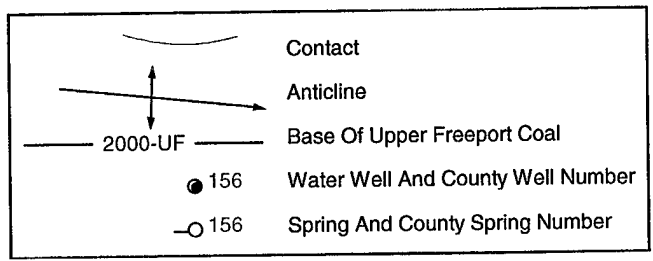 Contact
Anticline
2000-UF Base Of Upper Freeport Coal
156 Water Well And County Well Number
156 Spring And County Spring Number